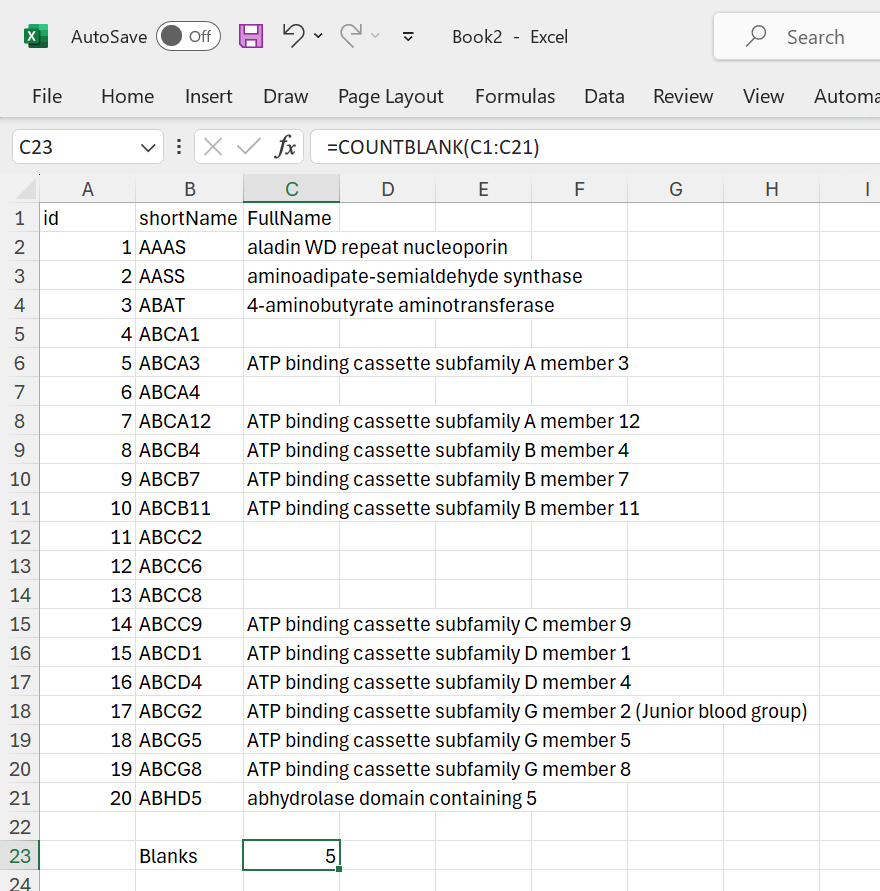 AutoSave Off Book2 - Excel Search
File Home Insert Draw Page Layout Formulas Data Review View Automa
C23 fx =COUNTBLANK(C1:C21)
A B C D E F G H I
1 id shortName FullName
2 1 AAAS aladin WD repeat nucleoporin
3 2 AASS aminoadipate-semialdehyde synthase
4 3 ABAT 4-aminobutyrate aminotransferase
5 4 ABCA1
6 5 ABCA3 ATP binding cassette subfamily A member 3
7 6 ABCA4
8 7 ABCA12 ATP binding cassette subfamily A member 12
9 8 ABCB4 ATP binding cassette subfamily B member 4
10 9 ABCB7 ATP binding cassette subfamily B member 7
11 10 ABCB11 ATP binding cassette subfamily B member 11
12 11 ABCC2
13 12 ABCC6
14 13 ABCC8
15 14 ABCC9 ATP binding cassette subfamily C member 9
16 15 ABCD1 ATP binding cassette subfamily D member 1
17 16 ABCD4 ATP binding cassette subfamily D member 4
18 17 ABCG2 ATP binding cassette subfamily G member 2 (Junior blood group)
19 18 ABCG5 ATP binding cassette subfamily G member 5
20 19 ABCG8 ATP binding cassette subfamily G member 8
21 20 ABHD5 abhydrolase domain containing 5
22
23 Blanks 5
24